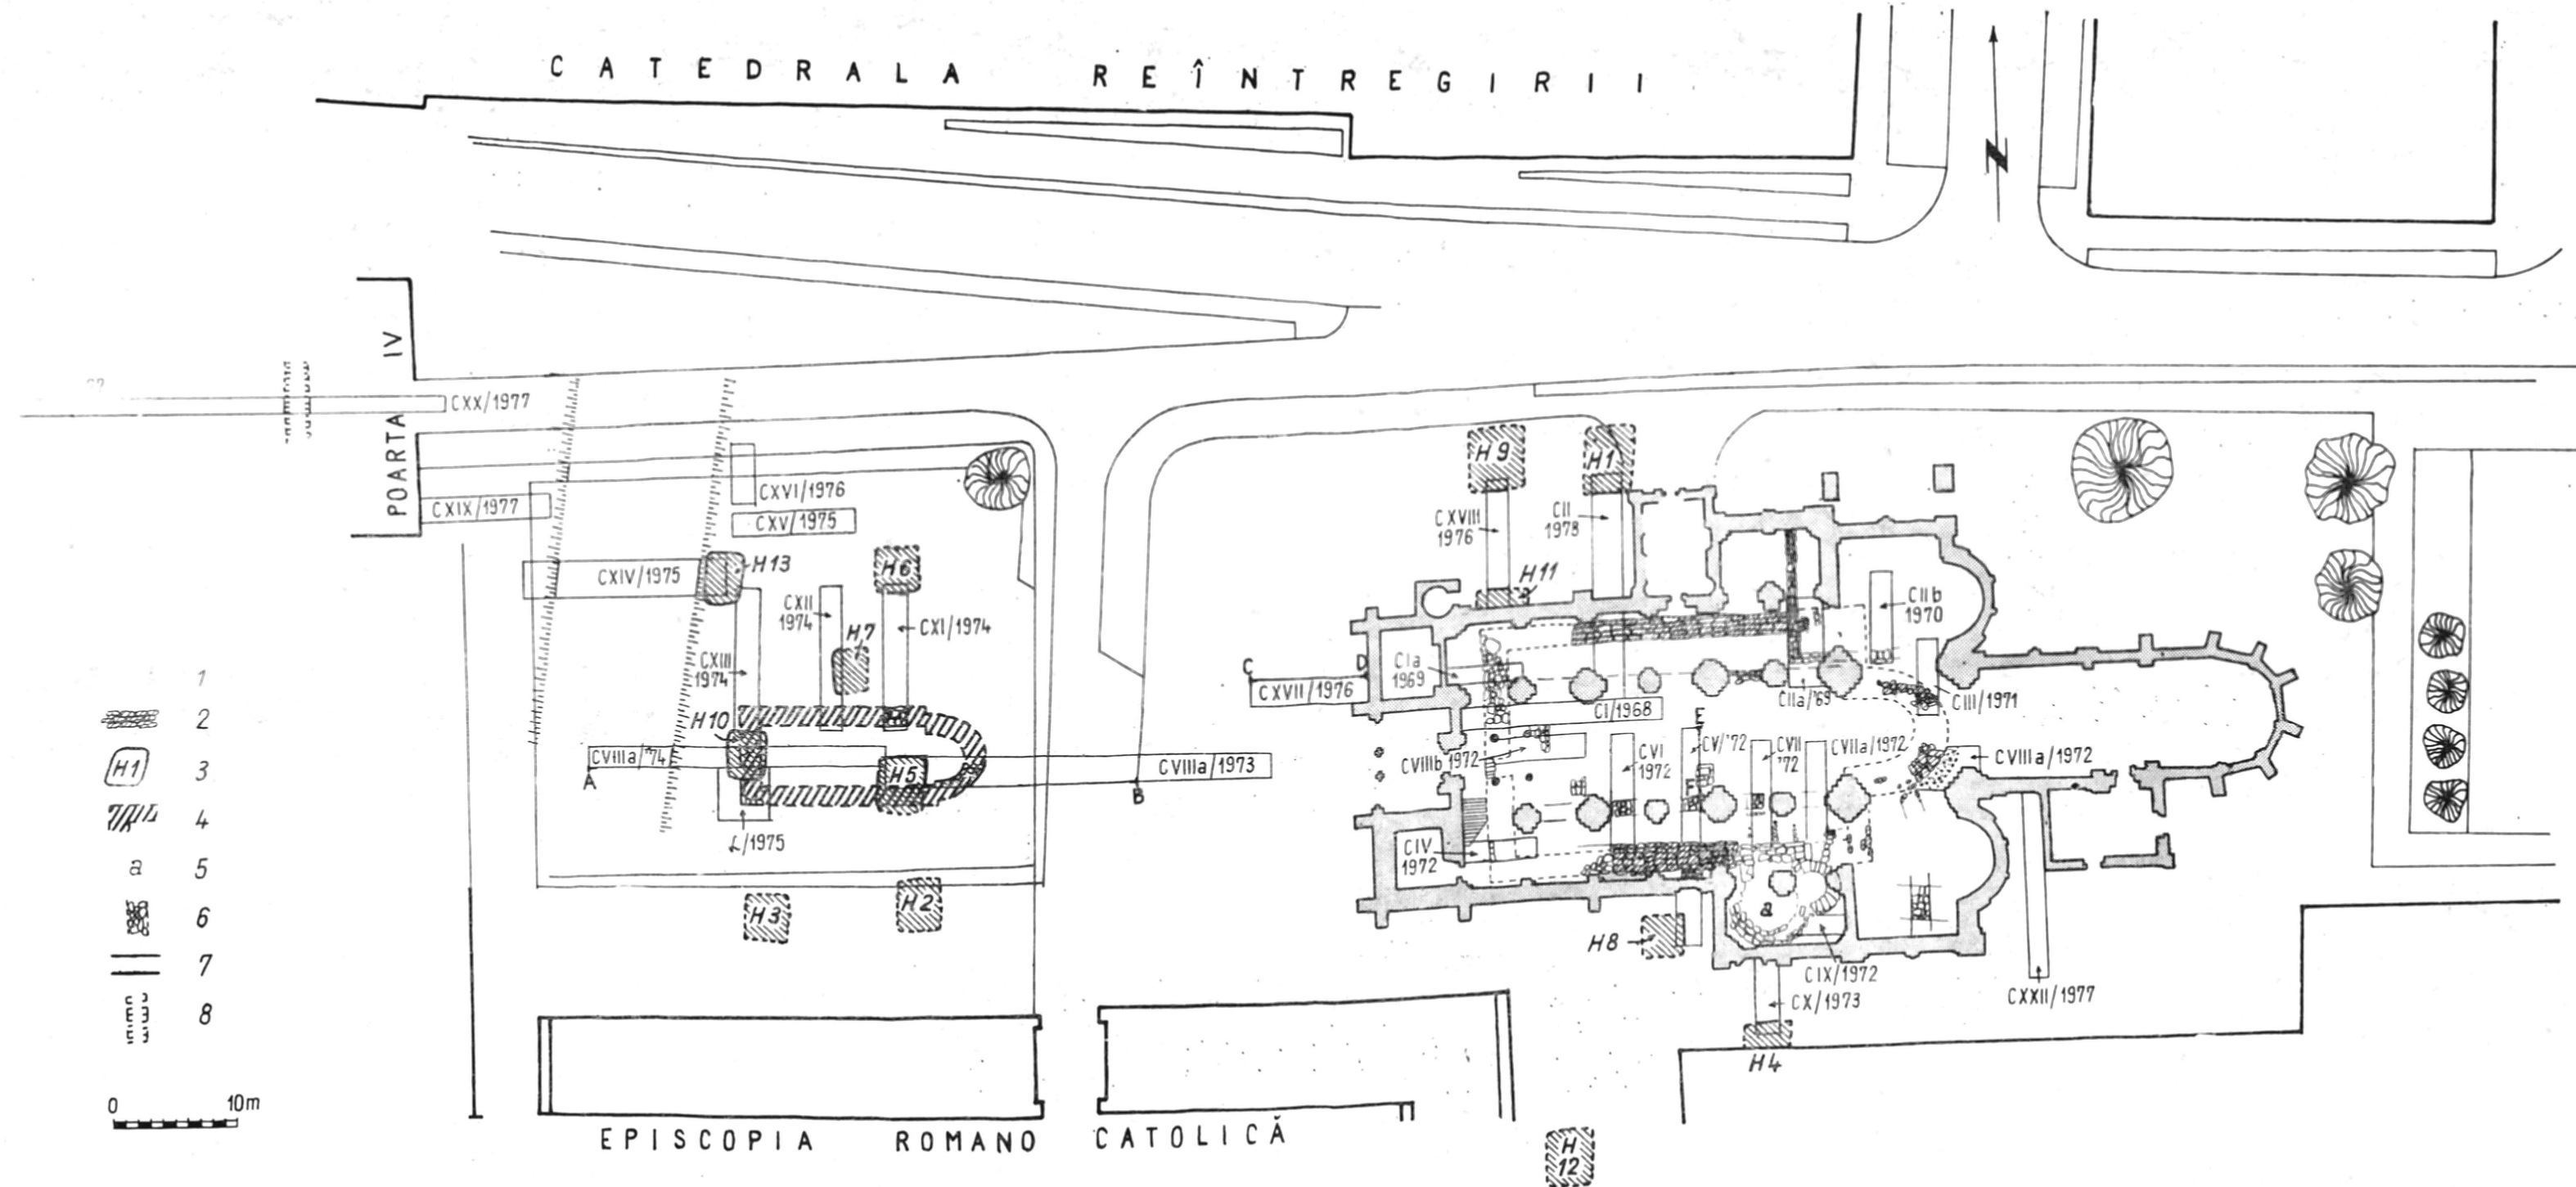 CATEDRALA REÎNTREGIRII
N
POARTA IV
CXX/1977
CXIX/1977
CXVI/1976
CXV/1975
CXIV/1975
H13
H6
CXII
1974
H7
CXI/1974
CXIII
1974
H10
CVIIIa/'74
H5
CVIIIa/1973
A
B
L/1975
H3
H2
H9
H1
CXVIII
1976
CII
1978
H11
CIIb
1970
C
D
CXVII/1976
CIa
1969
CI/1968
CIIa/'69
CIII/1971
E
CVIIIb 1972
CVI
1972
CV/'72
CVII
'72
CVIIa/1972
CVIIIa/1972
F
CIV
1972
a
H8
CIX/1972
CX/1973
CXXII/1977
H4
H
12
1
2
H1 3
4
a 5
6
7
8
0 10m
EPISCOPIA ROMANO CATOLICĂ